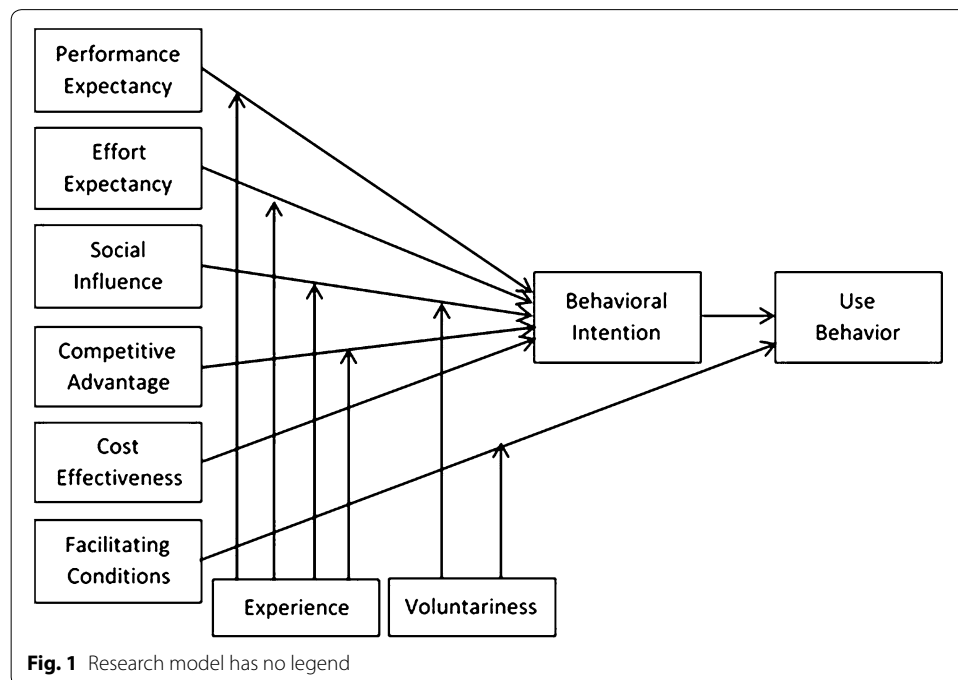 Performance
Expectancy
Effort
Expectancy
Social
Influence
Competitive
Advantage
Cost
Effectiveness
Facilitating
Conditions
Experience
Voluntariness
Behavioral
Intention
Use
Behavior
Fig. 1 Research model has no legend